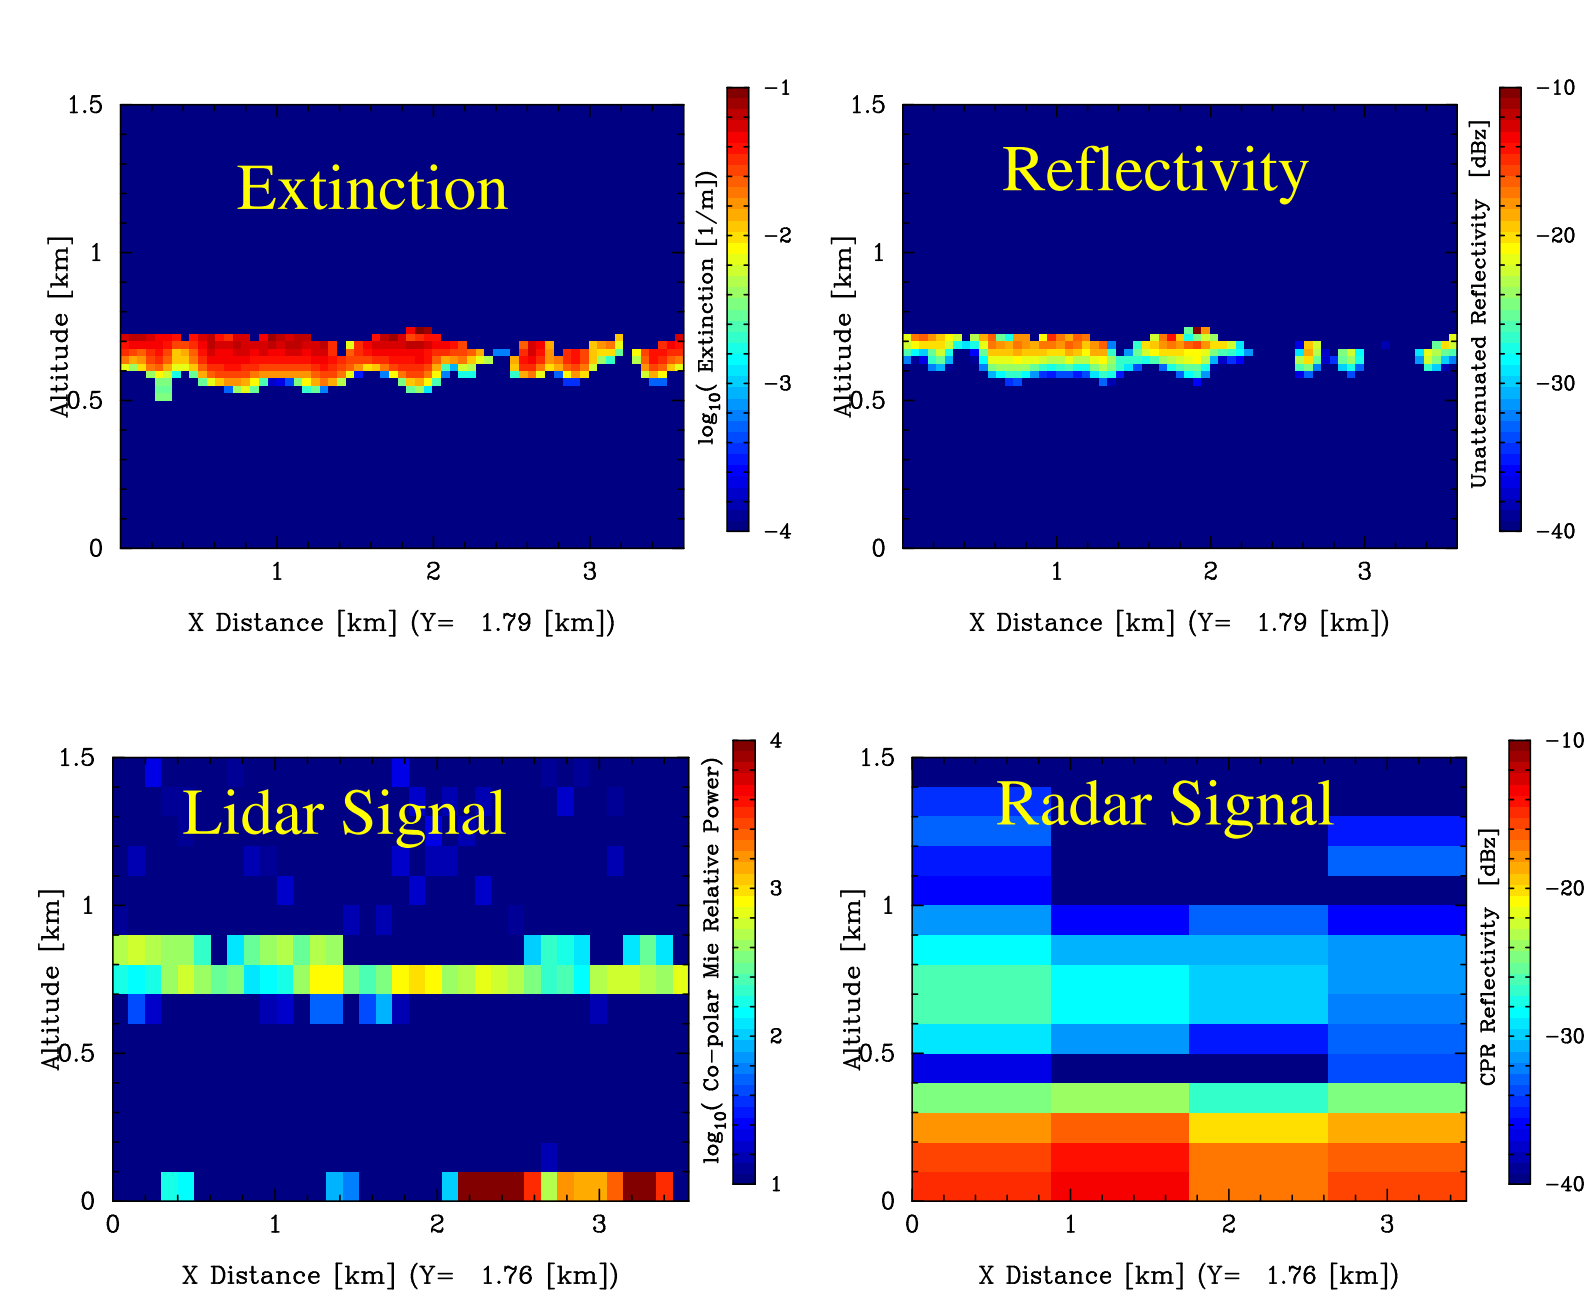 Extinction
1.5
1
0.5
0
1
2
3
Altitude [km]
X Distance [km] (Y= 1.79 [km])
-1
-2
-3
-4
log10( Extinction [1/m])
Reflectivity
1.5
1
0.5
0
1
2
3
Altitude [km]
X Distance [km] (Y= 1.79 [km])
-10
-20
-30
-40
Unattenuated Reflectivity [dBz]
Lidar Signal
1.5
1
0.5
0
0
1
2
3
Altitude [km]
X Distance [km] (Y= 1.76 [km])
4
3
2
1
log10( Co-polar Mie Relative Power)
Radar Signal
1.5
1
0.5
0
0
1
2
3
Altitude [km]
X Distance [km] (Y= 1.76 [km])
-10
-20
-30
-40
CPR Reflectivity [dBz]